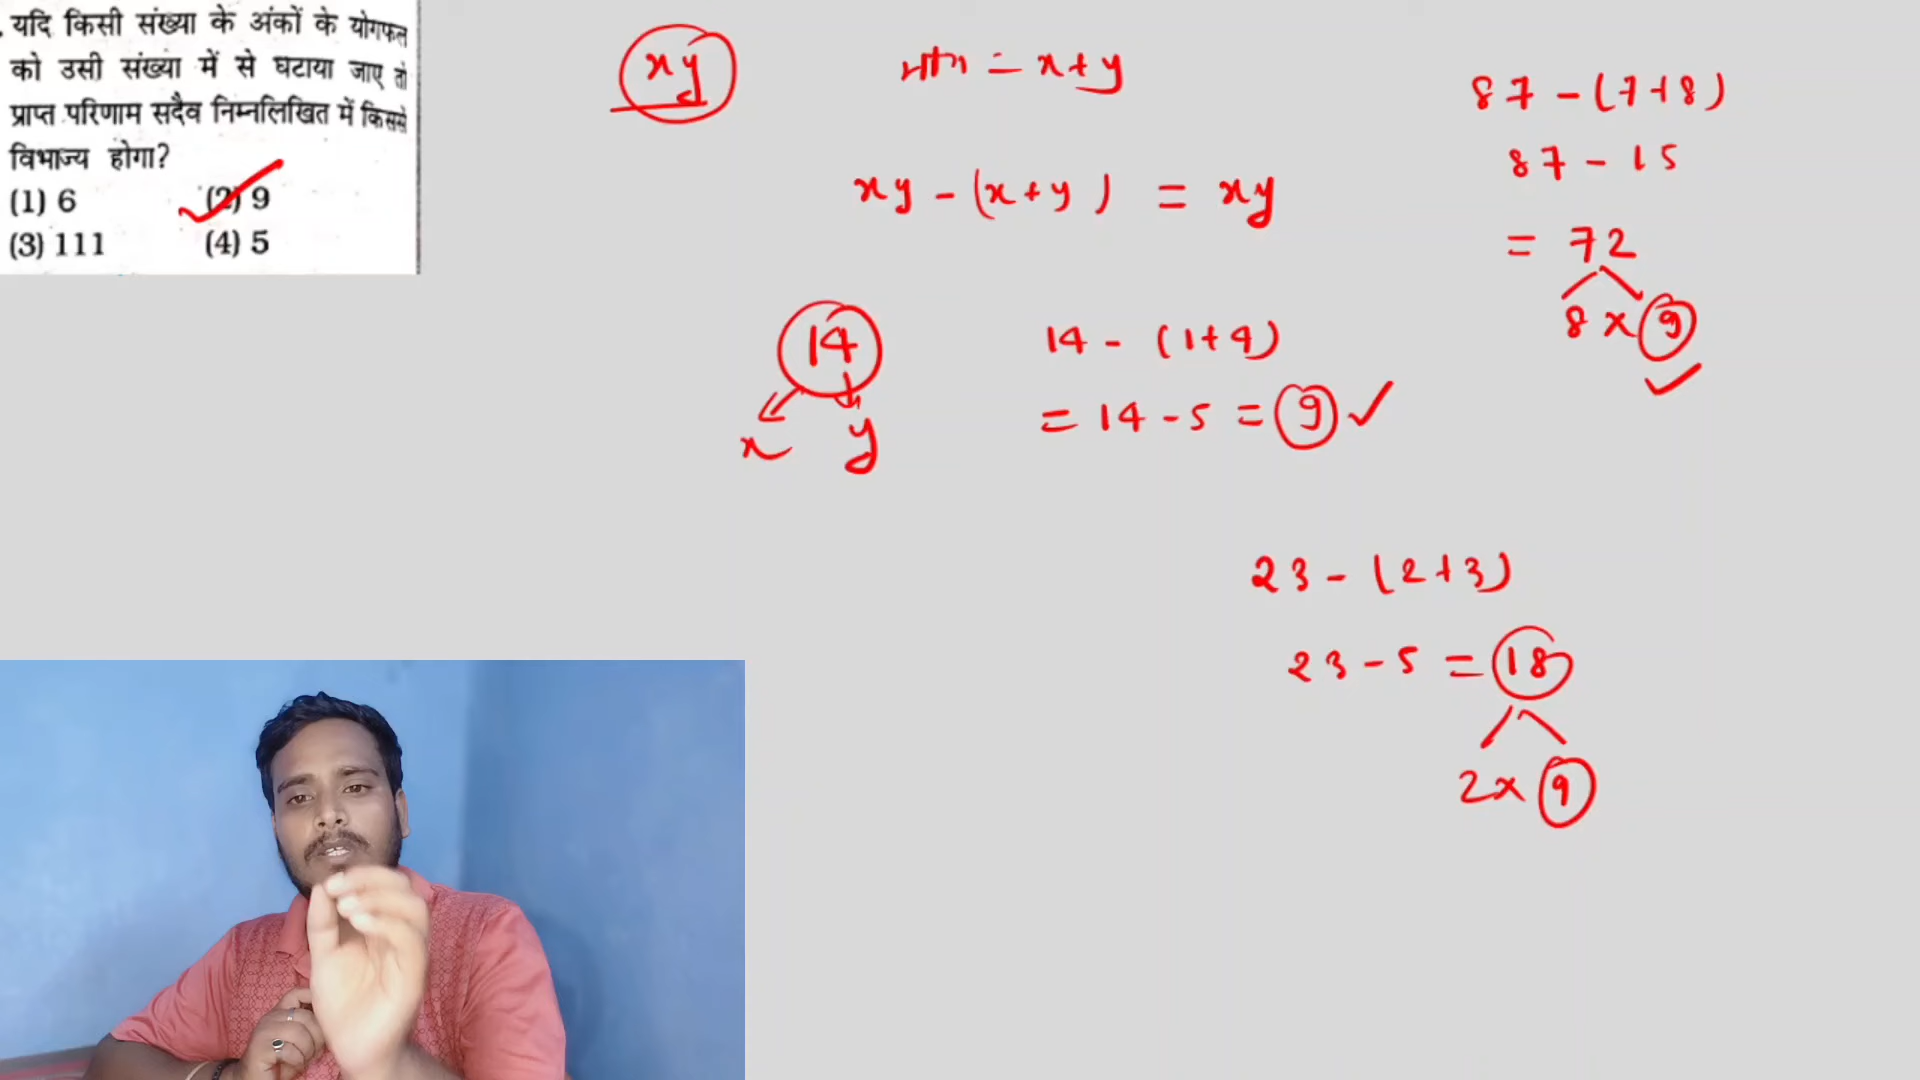 यदि किसी संख्या के अंकों के योगफल
को उसी संख्या में से घटाया जाए तो
प्राप्त परिणाम सदैव निम्नलिखित में किससे
विभाज्य होगा?
(1) 6 (2) 9
(3) 111 (4) 5
xy
= x+y
xy - (x+y) = xy
14
x y
14 - (1+4)
= 14 - 5 = 9
87 - (7+8)
87 - 15
= 72
8 x 9
23 - (2+3)
23 - 5 = 18
2 x 9